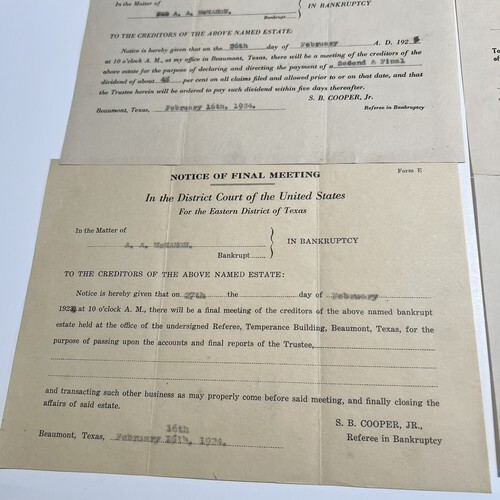 In the Matter of
A. A. McMAHON.
Bankrupt
IN BANKRUPTCY
TO THE CREDITORS OF THE ABOVE NAMED ESTATE:
Notice is hereby given that on the 26th day of February A. D. 192
at 10 o'clock A. M., at my office in Beaumont, Texas, there will be a meeting of the creditors of the
above estate for the purpose of declaring and directing the payment of a Second & Final
dividend of about per cent on all claims filed and allowed prior to or on that date, and that
the Trustee herein will be ordered to pay such dividend within five days thereafter.
S. B. COOPER, Jr.
Beaumont, Texas, February 16th, 1924. Referee in Bankruptcy
NOTICE OF FINAL MEETING
Form E
In the District Court of the United States
For the Eastern District of Texas
In the Matter of
A. A. McMAHON.
Bankrupt
IN BANKRUPTCY
TO THE CREDITORS OF THE ABOVE NAMED ESTATE:
Notice is hereby given that on 27th the day of February
192 at 10 o'clock A. M., there will be a final meeting of the creditors of the above named bankrupt
estate held at the office of the undersigned Referee, Temperance Building, Beaumont, Texas, for the
purpose of passing upon the accounts and final reports of the Trustee,
and transacting such other business as may properly come before said meeting, and finally closing the
affairs of said estate.
S. B. COOPER, JR.,
16th
Beaumont, Texas, February 1924. Referee in Bankruptcy